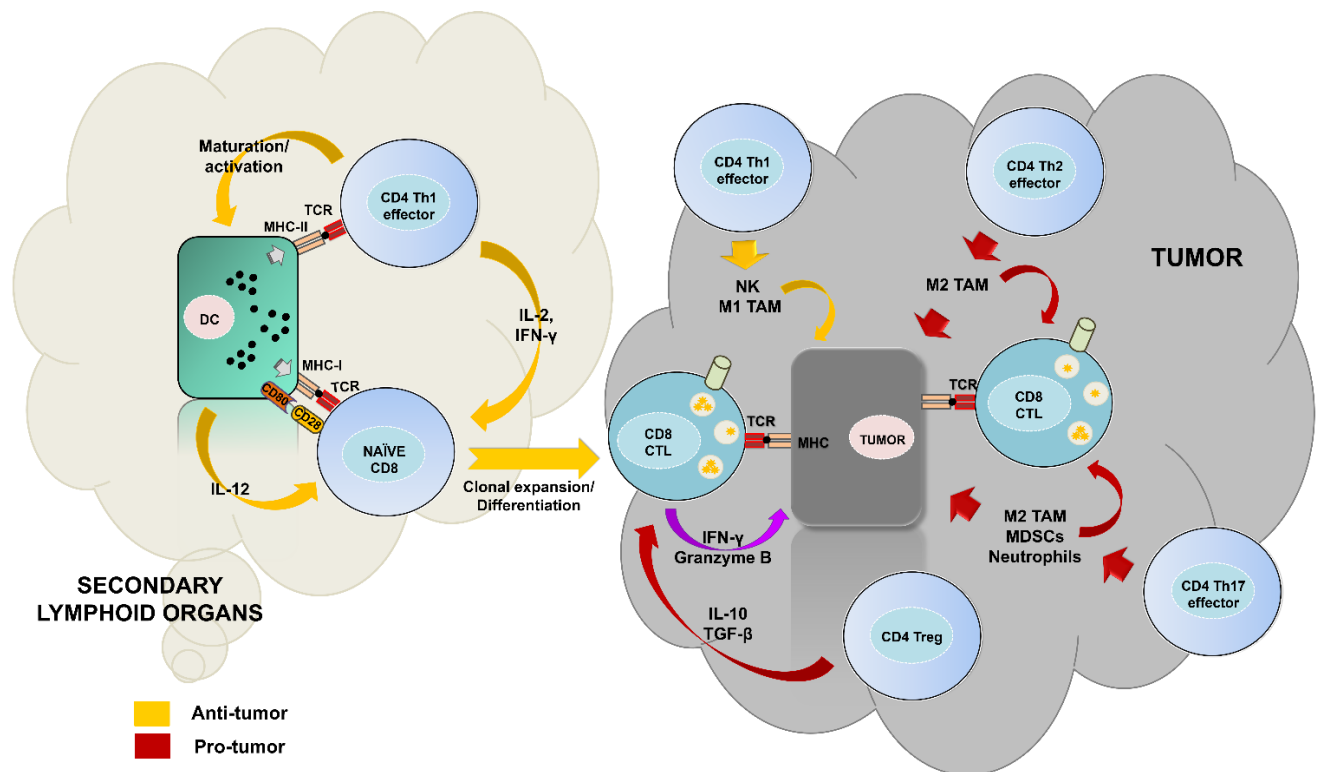 Maturation/
activation
CD4 Th1
effector
TCR
MHC-II
DC
IL-2,
IFN-γ
MHC-I
TCR
CD80
CD28
NAÏVE
CD8
IL-12
Clonal expansion/
Differentiation
SECONDARY
LYMPHOID ORGANS
Anti-tumor
Pro-tumor
CD4 Th1
effector
CD4 Th2
effector
TUMOR
NK
M1 TAM
M2 TAM
CD8
CTL
TCR
MHC
TUMOR
TCR
CD8
CTL
IFN-γ
Granzyme B
M2 TAM
MDSCs
Neutrophils
CD4 Th17
effector
IL-10
TGF-β
CD4 Treg